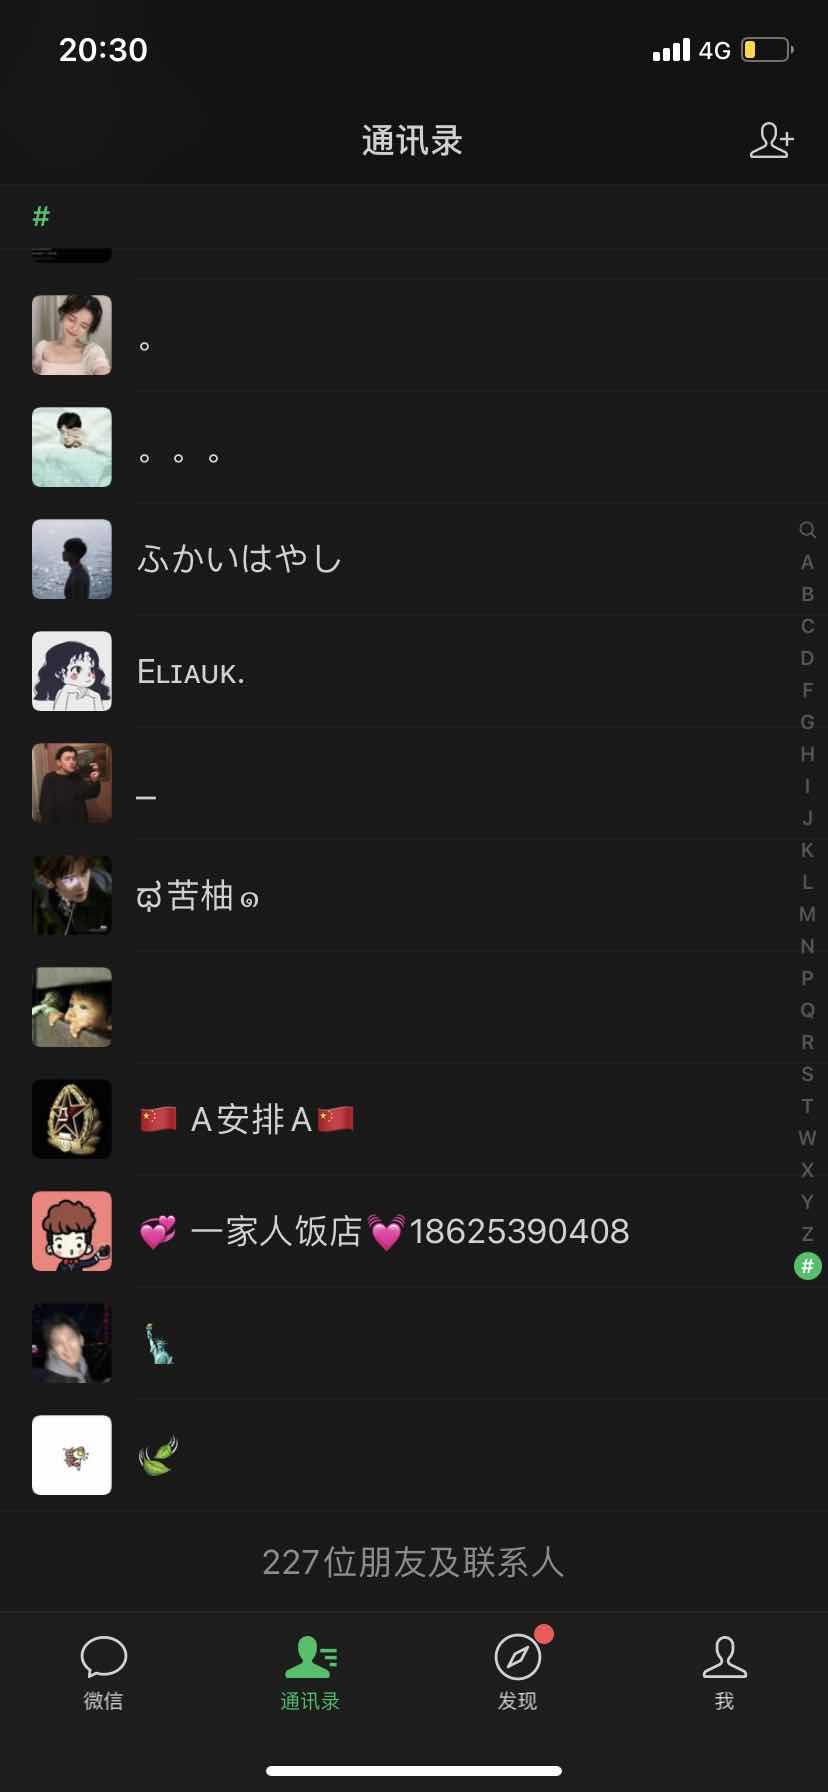 20:30
4G
通讯录
#
。
。。。
ふかいはやし
Eʟɪᴀᴜᴋ.
_
ಥ苦柚๑
🇨🇳 A安排A🇨🇳
💞 一家人饭店💓18625390408
🗽
🍃
A
B
C
D
F
G
H
I
J
K
L
M
N
P
Q
R
S
T
W
X
Y
Z
#
227位朋友及联系人
微信
通讯录
发现
我